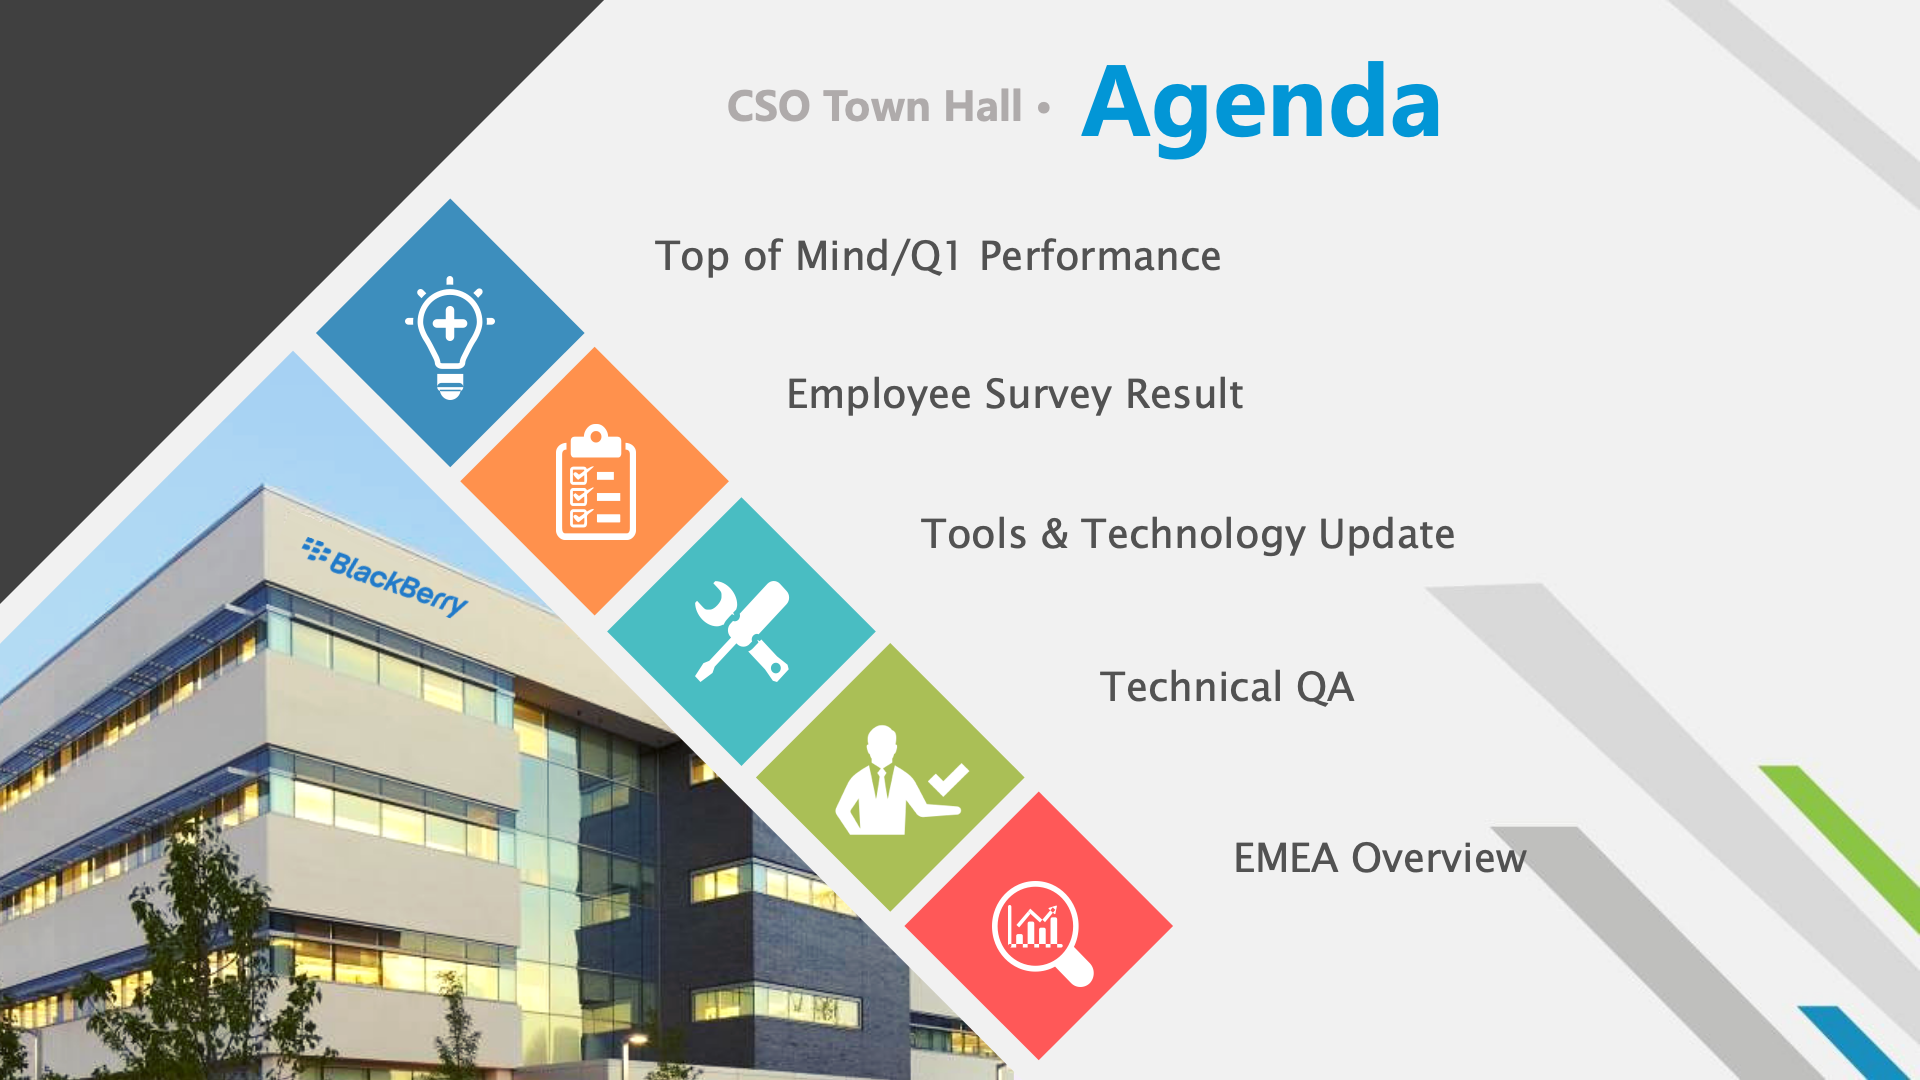 CSO Town Hall • Agenda
Top of Mind/Q1 Performance
Employee Survey Result
Tools & Technology Update
Technical QA
EMEA Overview
BlackBerry